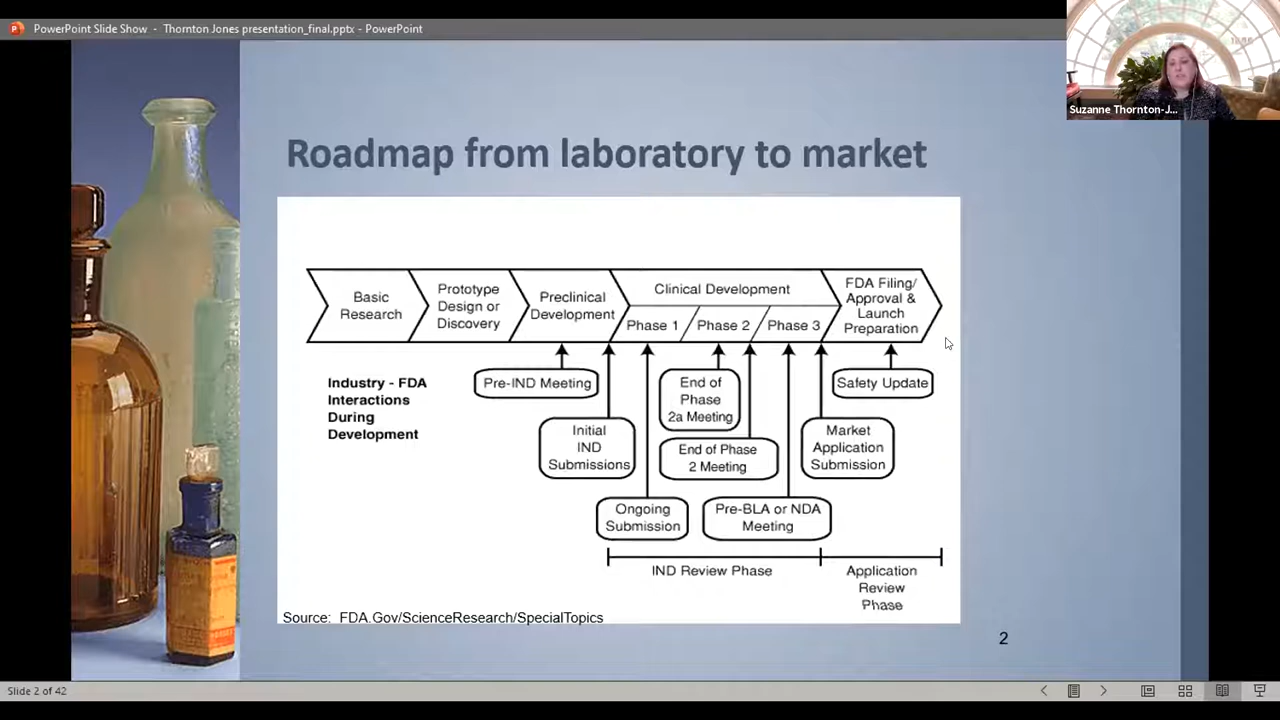 PowerPoint Slide Show - Thornton Jones presentation_final.pptx - PowerPoint
Suzanne Thornton-J...
Roadmap from laboratory to market
Basic
Research
Prototype
Design or
Discovery
Preclinical
Development
Clinical Development
Phase 1
Phase 2
Phase 3
FDA Filing/
Approval &
Launch
Preparation
Industry - FDA
Interactions
During
Development
Pre-IND Meeting
Initial
IND
Submissions
Ongoing
Submission
End of
Phase
2a Meeting
End of Phase
2 Meeting
Pre-BLA or NDA
Meeting
Market
Application
Submission
Safety Update
IND Review Phase
Application
Review
Phase
Source: FDA.Gov/ScienceResearch/SpecialTopics
2
Slide 2 of 42